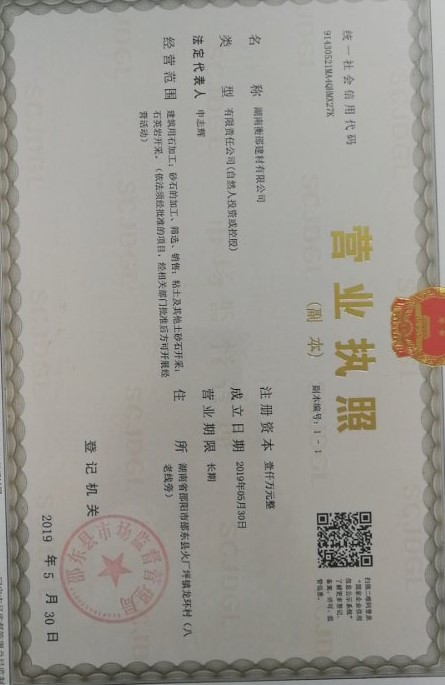 统一社会信用代码
91430521MA4Q8MX27K
营业执照
(副本)
副本编号：1－1
扫描二维码登录
“国家企业信用
信息公示系统”
了解更多登记、
备案、许可、监
管信息。
名称 湖南衡邵建材有限公司
类型 有限责任公司(自然人投资或控股)
法定代表人 申志辉
经营范围 建筑用石加工；砂石的加工、筛选、销售；粘土及其他土砂石开采；
石英岩开采。（依法须经批准的项目，经相关部门批准后方可开展经
营活动）
注册资本 壹仟万元整
成立日期 2019年05月30日
营业期限 长期
住所 湖南省邵阳市邵东县火厂坪镇龙环村（八
老线旁）
登记机关
邵东县市场监督管理局
2019 年 5 月 30 日